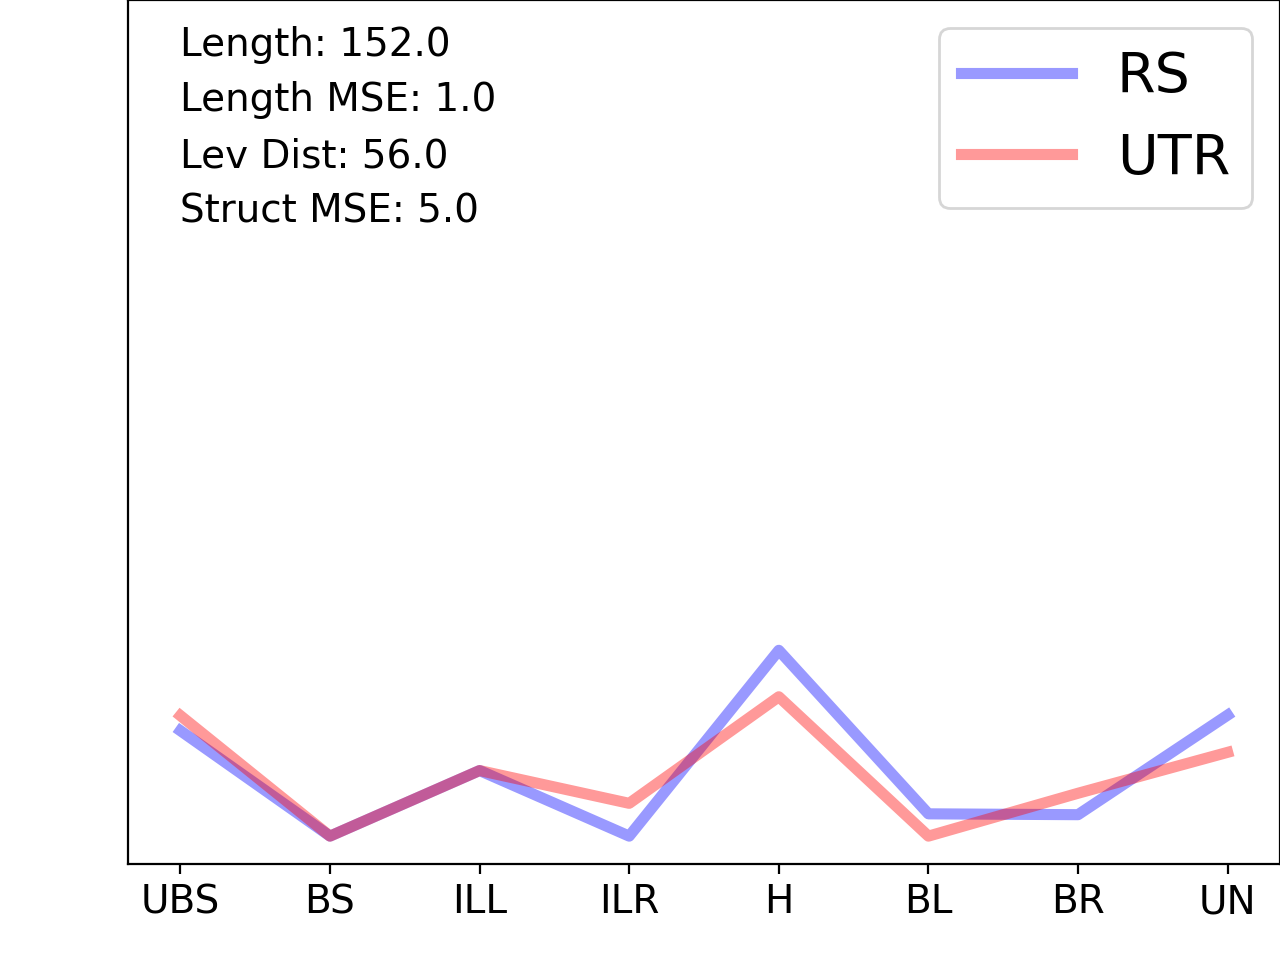 Length: 152.0
Length MSE: 1.0
Lev Dist: 56.0
Struct MSE: 5.0
RS
UTR
UBS BS ILL ILR H BL BR UN